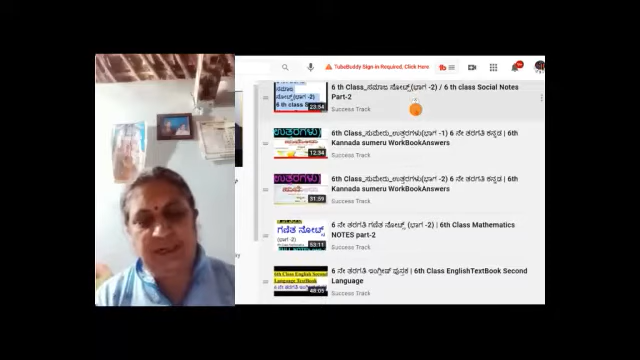 TubeBuddy Sign in Required, Click Here
6 th Class_ಸಮಾಜ ನೋಟ್ಸ್(ಭಾಗ -2) / 6 th class Social Notes
Part-2
ಸಮಾಜ
ನೋಟ್ಸ್(ಭಾಗ -2)
23:54
Success Track
6th Class_ಸುಮೇರು_ಉತ್ತರಗಳು(ಭಾಗ -1) 6 ನೇ ತರಗತಿ ಕನ್ನಡ | 6th
Kannada sumeru WorkBookAnswers
ಉತ್ತರಗಳು
12:34
Success Track
6th Class_ಸುಮೇರು_ಉತ್ತರಗಳು(ಭಾಗ -2) 6 ನೇ ತರಗತಿ ಕನ್ನಡ | 6th
Kannada sumeru WorkBookAnswers
ಉತ್ತರಗಳು
31:59
Success Track
6 ನೇ ತರಗತಿ ಗಣಿತ ನೋಟ್ಸ್ (ಭಾಗ -2) | 6th Class Mathematics
NOTES part-2
ಗಣಿತ ನೋಟ್ಸ್
(ಭಾಗ -2)
53:11
Success Track
6 ನೇ ತರಗತಿ ಇಂಗ್ಲೀಷ್ ಪುಸ್ತಕ | 6th Class EnglishTextBook Second
Language
6th Class English Second
Language TextBook
48:05
Success Track